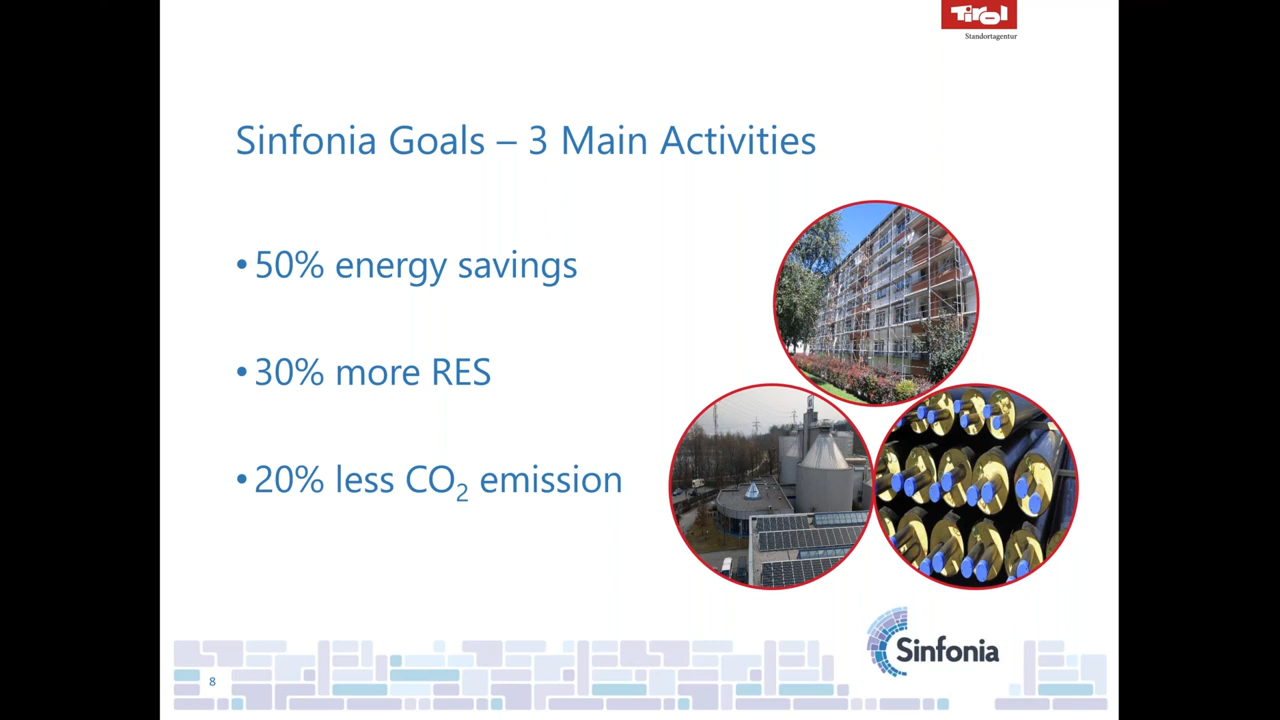 Tirol
Standortagentur
Sinfonia Goals – 3 Main Activities
• 50% energy savings
• 30% more RES
• 20% less CO₂ emission
Sinfonia
8